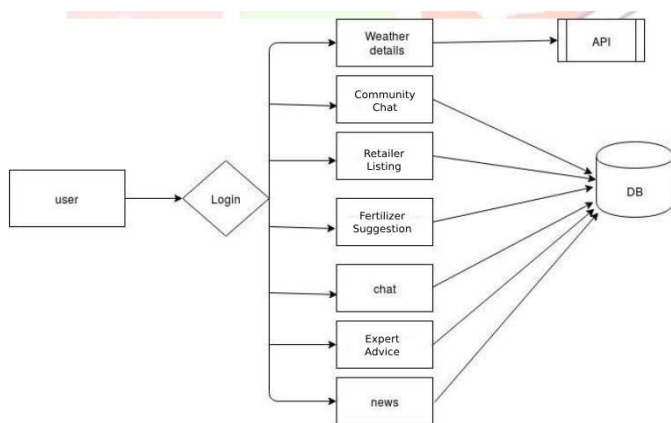 Weather
details
API
Community
Chat
Retailer
Listing
user
Login
DB
Fertilizer
Suggestion
chat
Expert
Advice
news